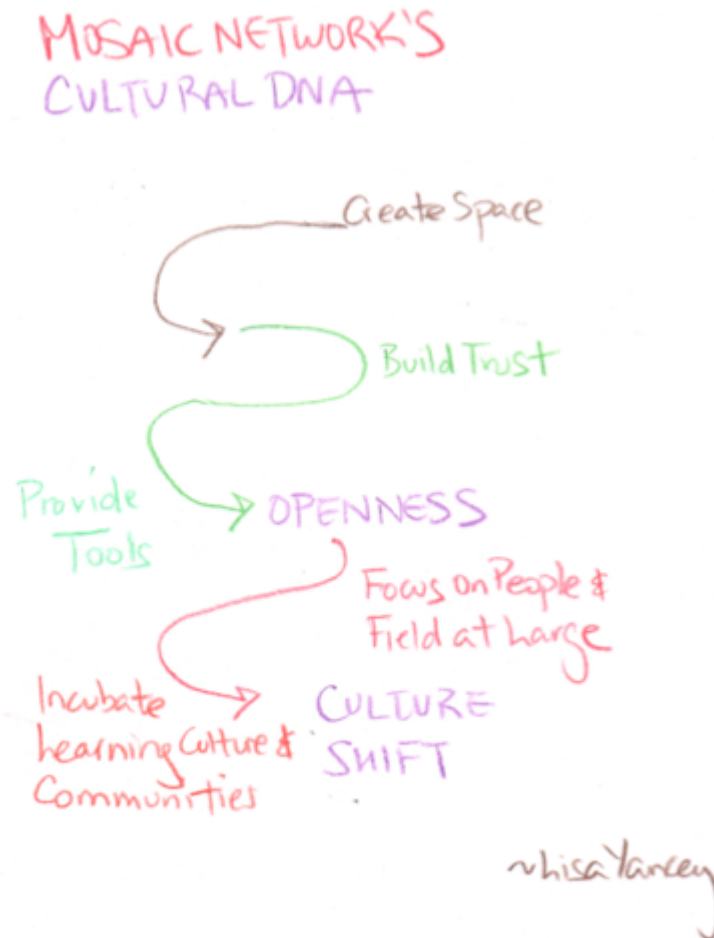 MOSAIC NETWORK'S
CULTURAL DNA
Create Space
Build Trust
Provide
Tools
OPENNESS
Focus on People &
Field at Large
Incubate
Learning Culture &
Communities
CULTURE
SHIFT
~Lisa Yancey